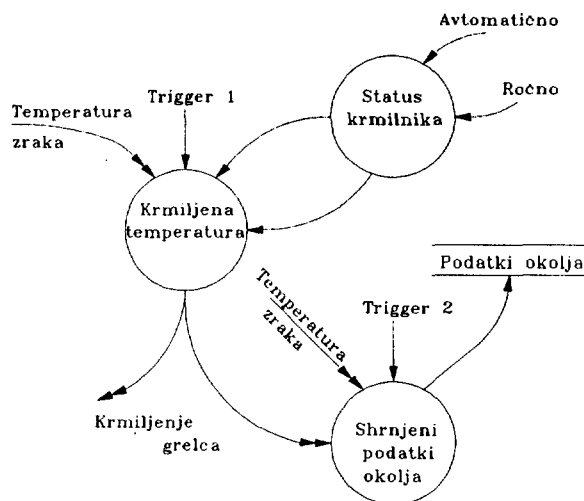 Avtomatično
Status
krmilnika
Ročno
Temperatura
zraka
Trigger 1
Krmiljena
temperatura
Podatki okolja
Temperatura
zraka
Trigger 2
Krmiljenje
grelca
Shrnjeni
podatki
okolja